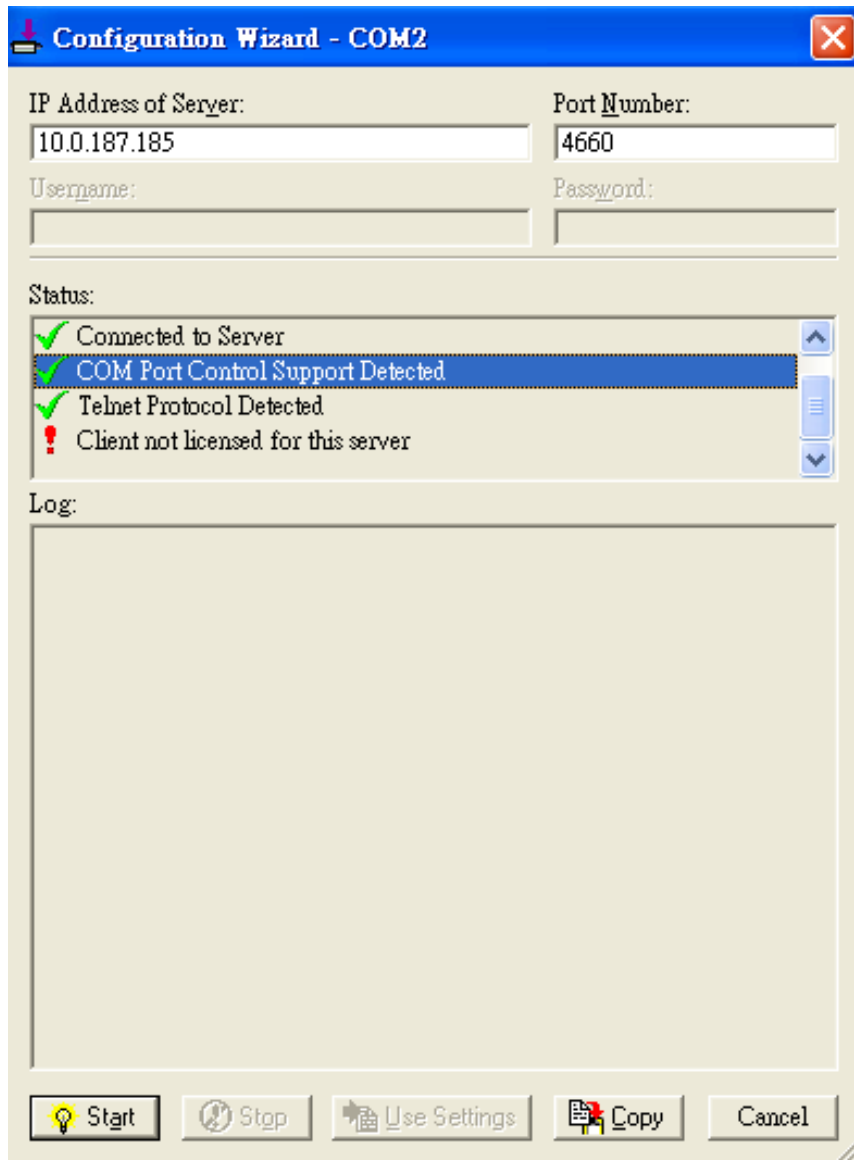 Configuration Wizard - COM2
IP Address of Server: Port Number:
10.0.187.185 4660
Username: Password:
Status:
Connected to Server
COM Port Control Support Detected
Telnet Protocol Detected
Client not licensed for this server
Log:
Start Stop Use Settings Copy Cancel